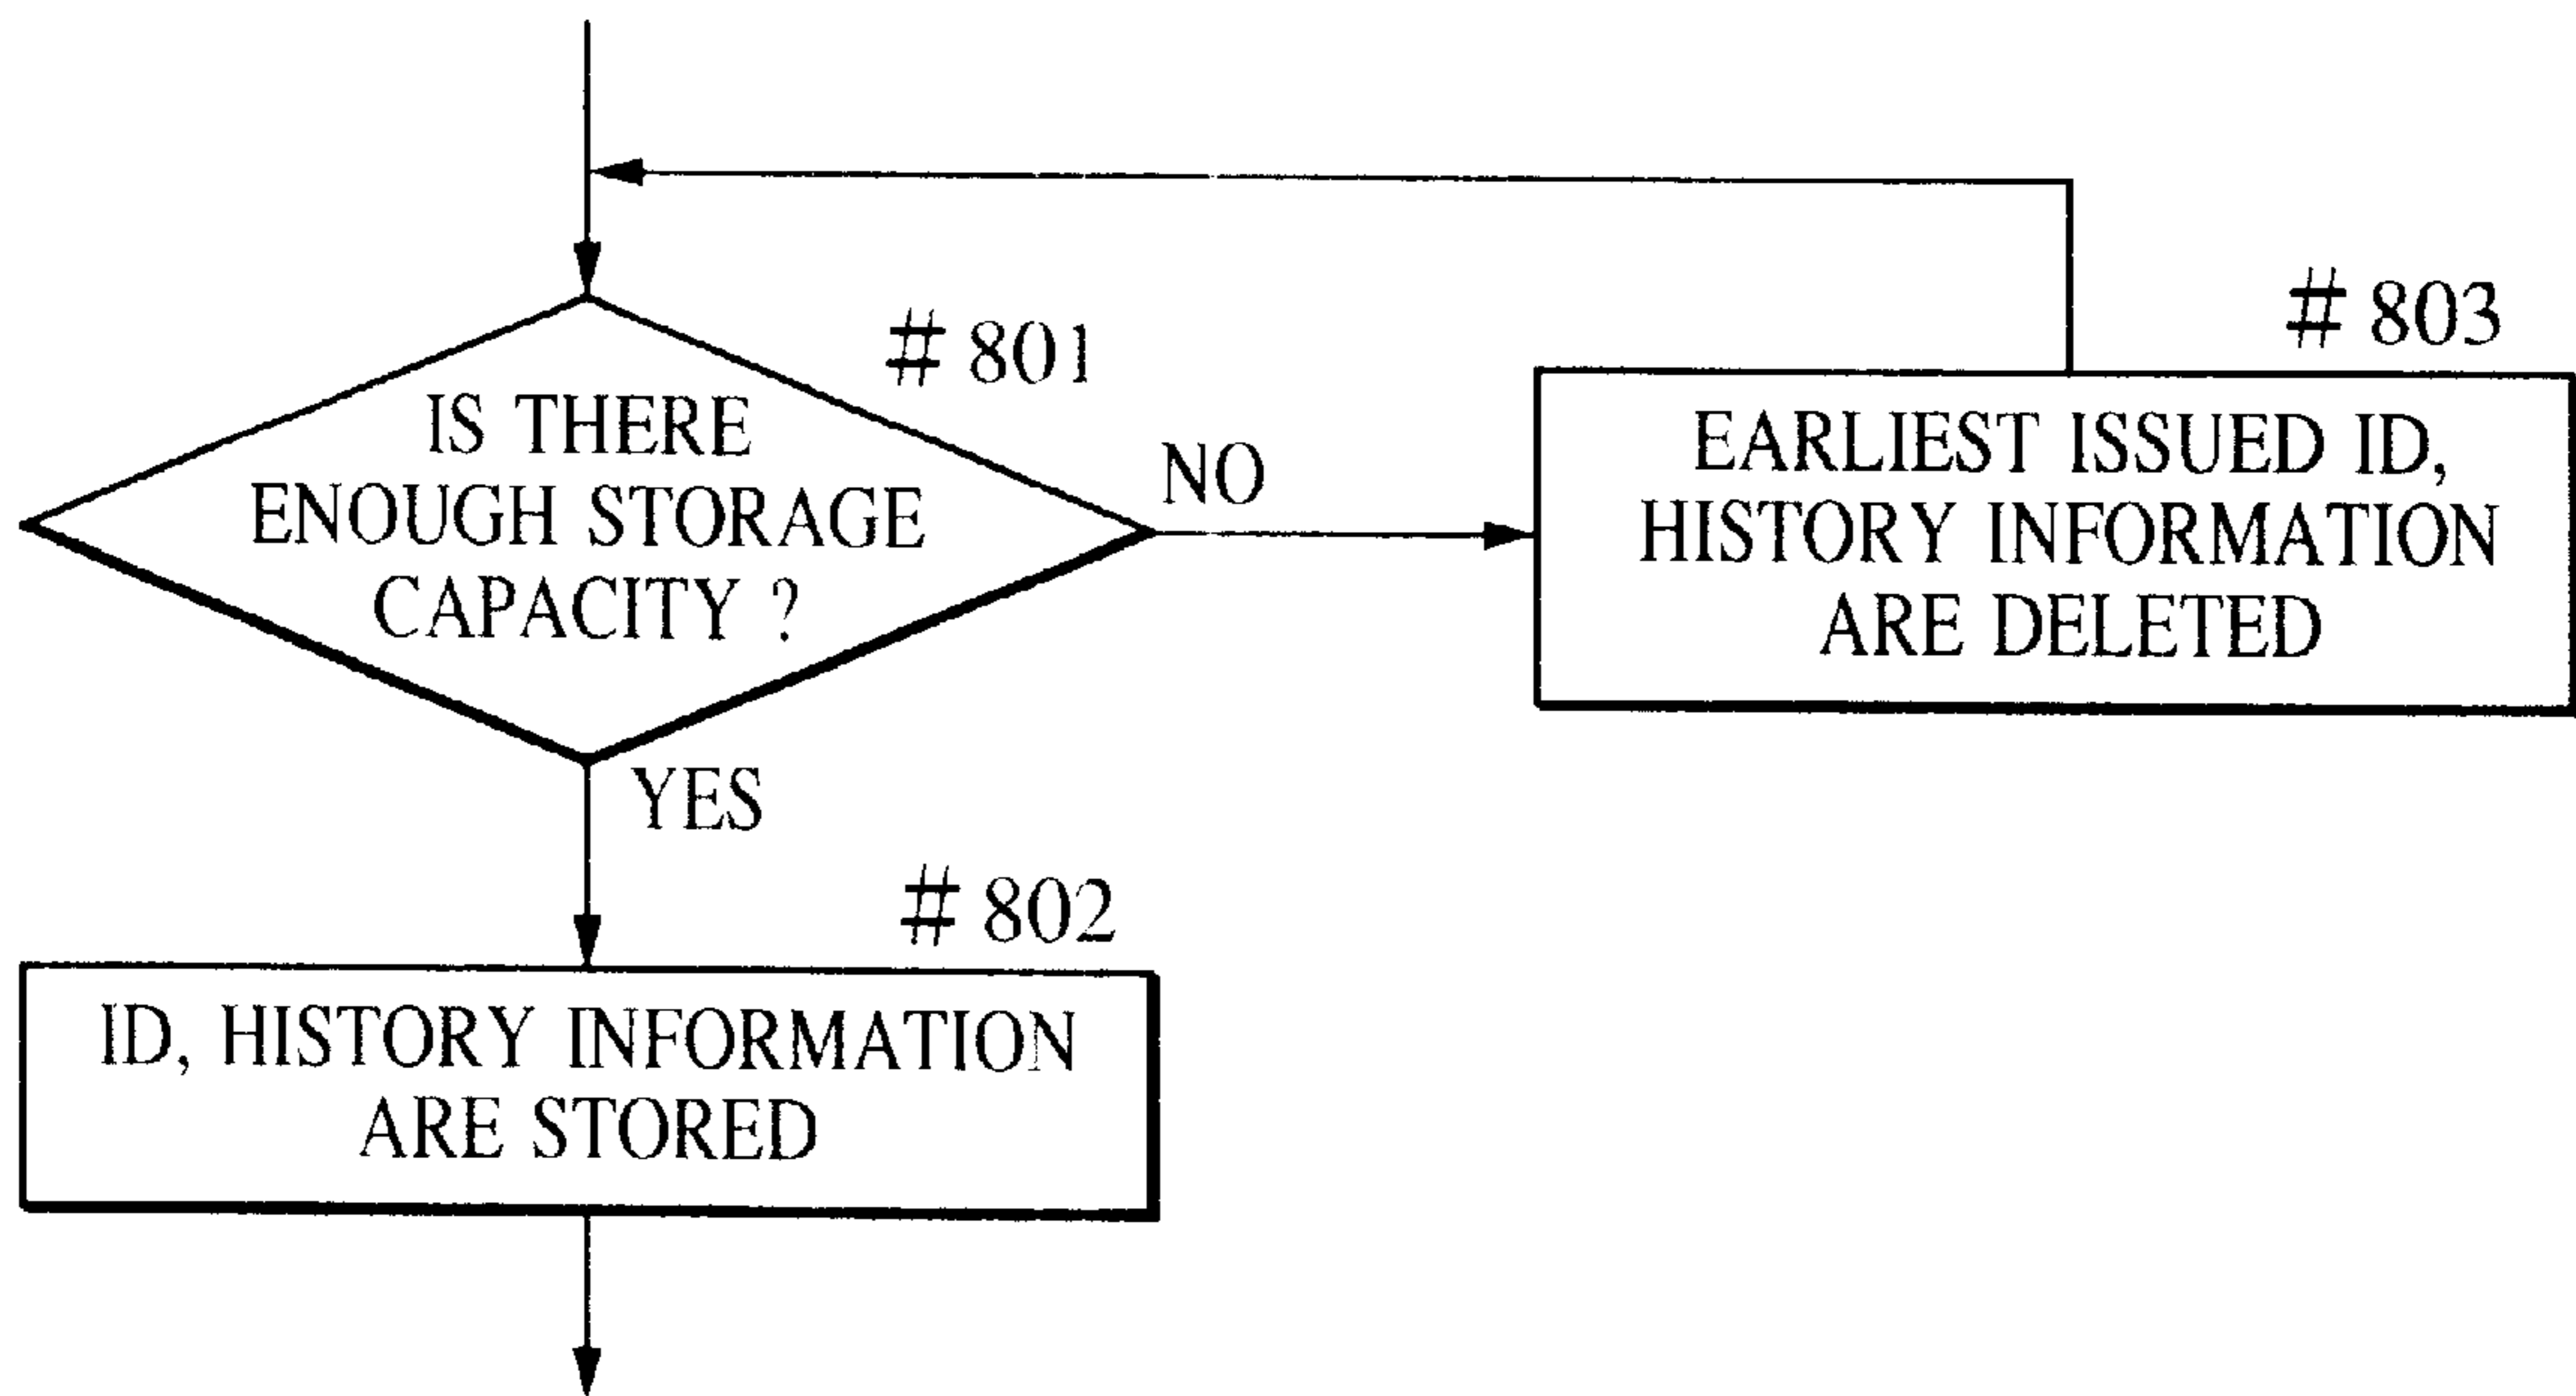 # 801
IS THERE
ENOUGH STORAGE
CAPACITY ?
NO
# 803
EARLIEST ISSUED ID,
HISTORY INFORMATION
ARE DELETED
YES
# 802
ID, HISTORY INFORMATION
ARE STORED